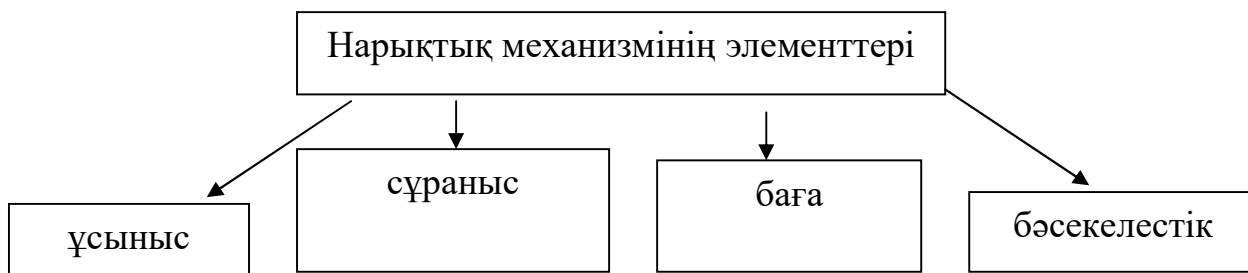 Нарықтық механизмінің элементтері
ұсыныс
сұраныс
баға
бәсекелестік